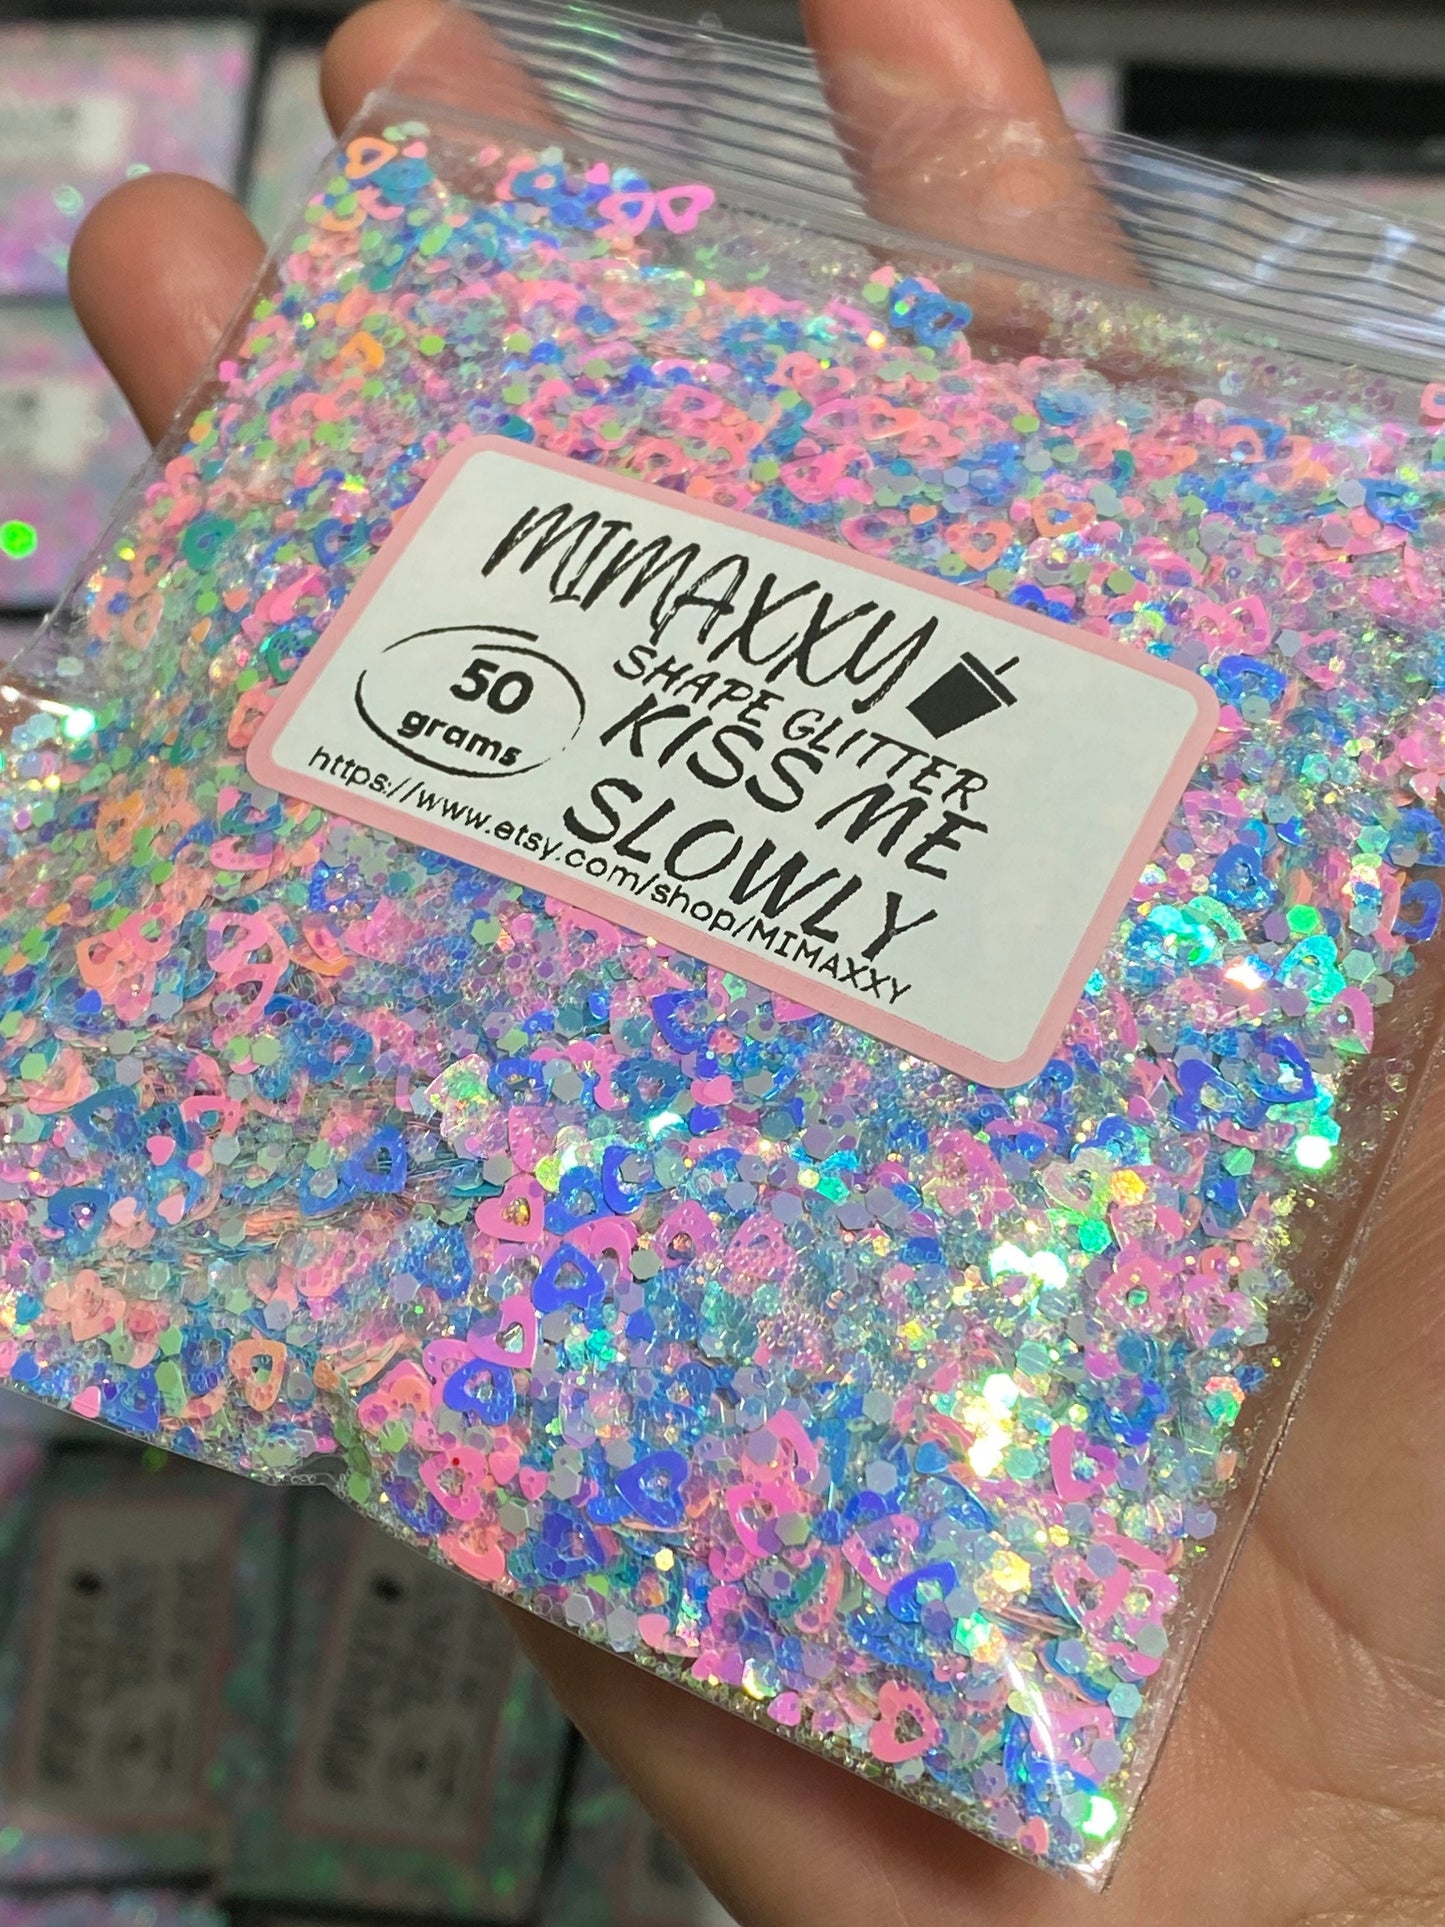 MIMAXXY
SHAPE GLITTER
KISS ME
SLOWLY
50
grams
https://www.etsy.com/shop/MIMAXXY